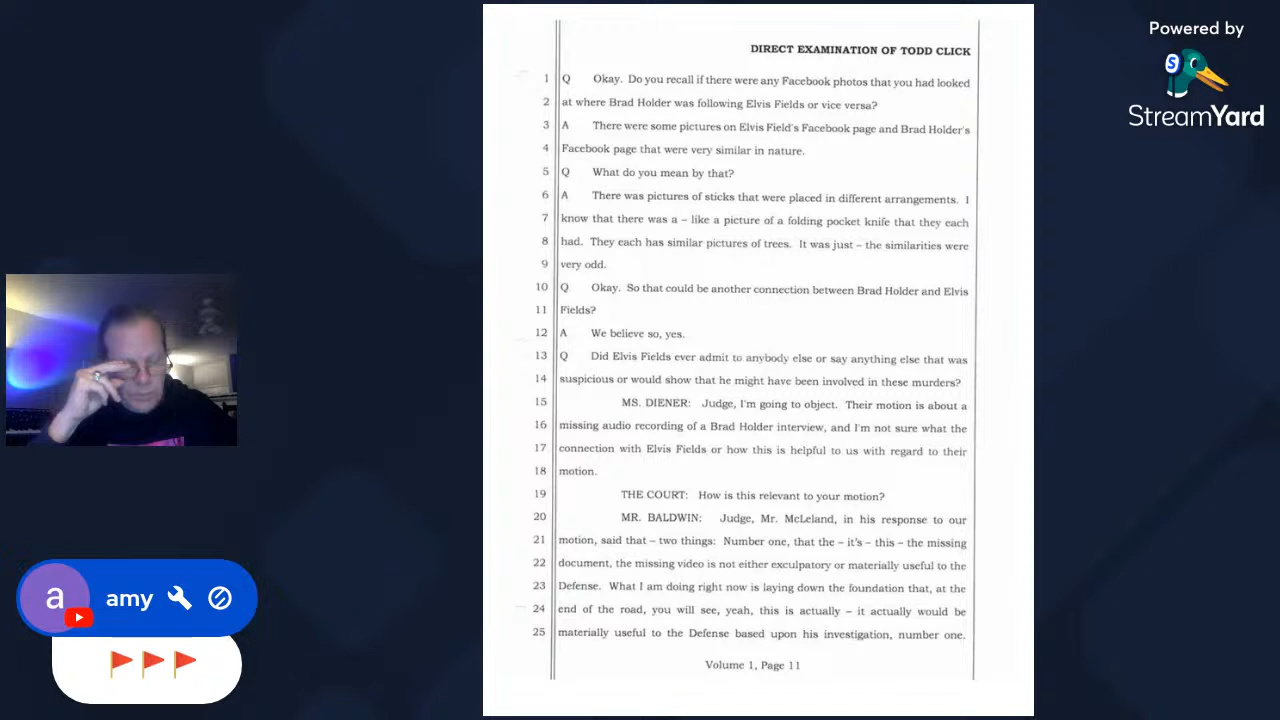 Powered by
StreamYard
DIRECT EXAMINATION OF TODD CLICK
1 Q Okay. Do you recall if there were any Facebook photos that you had looked
2 at where Brad Holder was following Elvis Fields or vice versa?
3 A There were some pictures on Elvis Field's Facebook page and Brad Holder's
4 Facebook page that were very similar in nature.
5 Q What do you mean by that?
6 A There was pictures of sticks that were placed in different arrangements. I
7 know that there was a – like a picture of a folding pocket knife that they each
8 had. They each has similar pictures of trees. It was just – the similarities were
9 very odd.
10 Q Okay. So that could be another connection between Brad Holder and Elvis
11 Fields?
12 A We believe so, yes.
13 Q Did Elvis Fields ever admit to anybody else or say anything else that was
14 suspicious or would show that he might have been involved in these murders?
15 MS. DIENER: Judge, I'm going to object. Their motion is about a
16 missing audio recording of a Brad Holder interview, and I'm not sure what the
17 connection with Elvis Fields or how this is helpful to us with regard to their
18 motion.
19 THE COURT: How is this relevant to your motion?
20 MR. BALDWIN: Judge, Mr. McLeland, in his response to our
21 motion, said that – two things: Number one, that the – it's – this – the missing
22 document, the missing video is not either exculpatory or materially useful to the
23 Defense. What I am doing right now is laying down the foundation that, at the
24 end of the road, you will see, yeah, this is actually – it actually would be
25 materially useful to the Defense based upon his investigation, number one.
Volume 1, Page 11
a amy